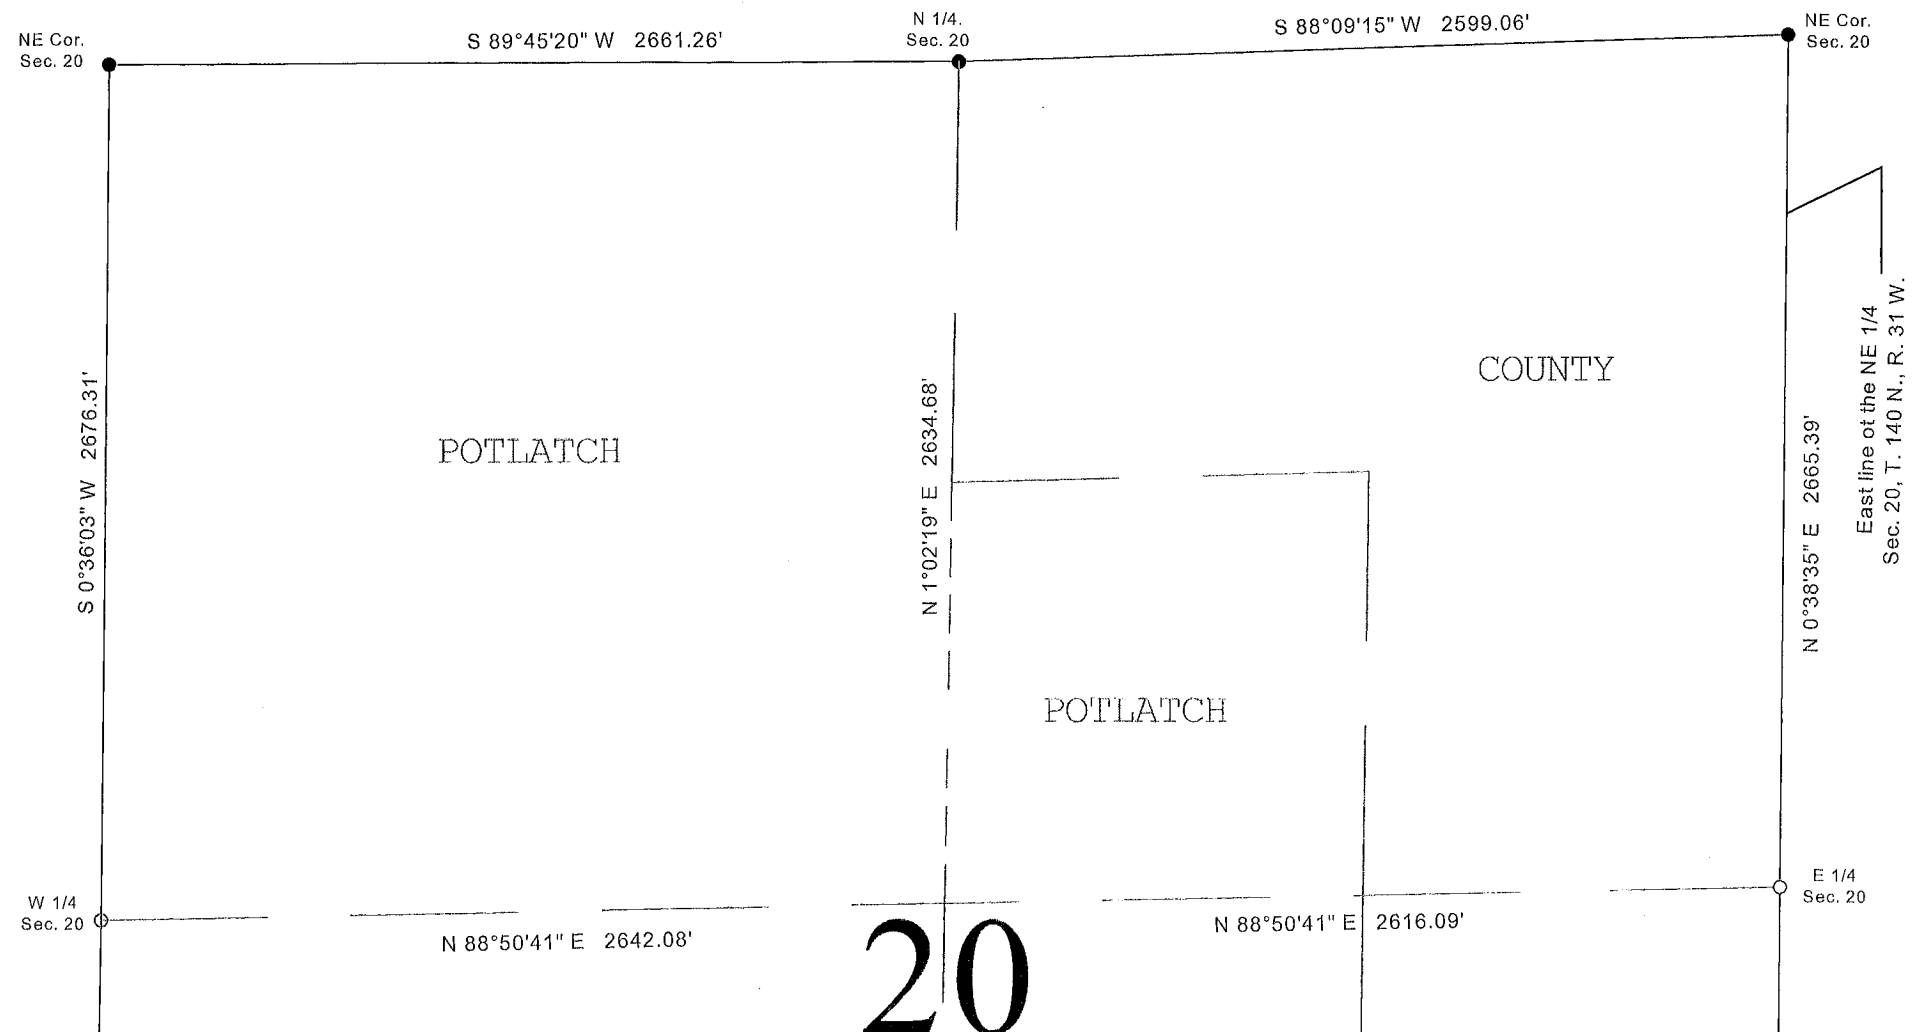 NE Cor.
Sec. 20
S 89°45'20" W 2661.26'
N 1/4.
Sec. 20
S 88°09'15" W 2599.06'
NE Cor.
Sec. 20
S 0°36'03" W 2676.31'
POTLATCH
N 1°02'19" E 2634.68'
COUNTY
East line ot the NE 1/4
Sec. 20, T. 140 N., R. 31 W.
N 0°38'35" E 2665.39'
POTLATCH
W 1/4
Sec. 20
N 88°50'41" E 2642.08'
N 88°50'41" E 2616.09'
E 1/4
Sec. 20
20